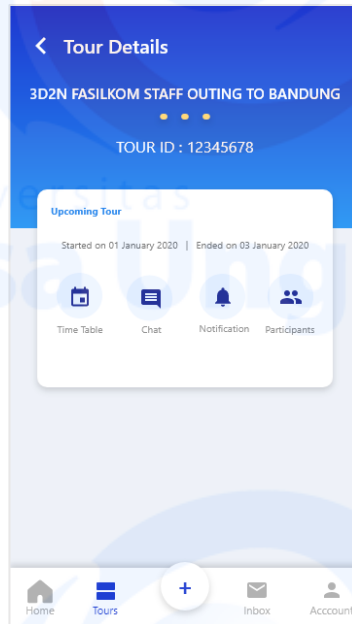 Tour Details
3D2N FASILKOM STAFF OUTING TO BANDUNG
TOUR ID : 12345678
Upcoming Tour
Started on 01 January 2020 | Ended on 03 January 2020
Time Table Chat Notification Participants
Home Tours + Inbox Acccount